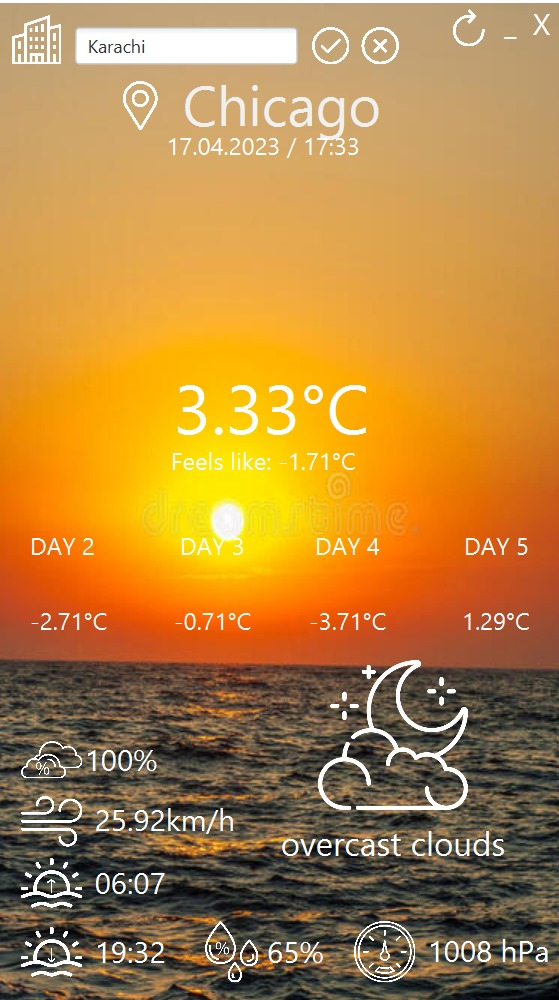 Karachi
_ X
Chicago
17.04.2023 / 17:33
3.33°C
Feels like: -1.71°C
dreamstime.
DAY 2 DAY 3 DAY 4 DAY 5
-2.71°C -0.71°C -3.71°C 1.29°C
% 100%
25.92km/h
overcast clouds
06:07
19:32 % 65% 1008 hPa